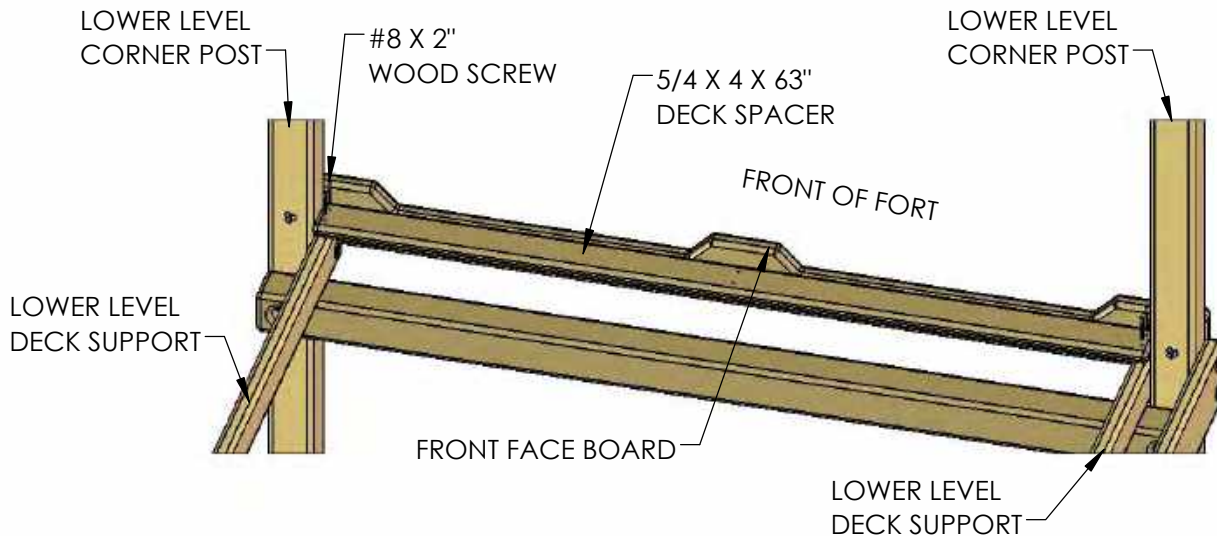 LOWER LEVEL
CORNER POST
#8 X 2"
WOOD SCREW
5/4 X 4 X 63"
DECK SPACER
LOWER LEVEL
CORNER POST
FRONT OF FORT
LOWER LEVEL
DECK SUPPORT
FRONT FACE BOARD
LOWER LEVEL
DECK SUPPORT